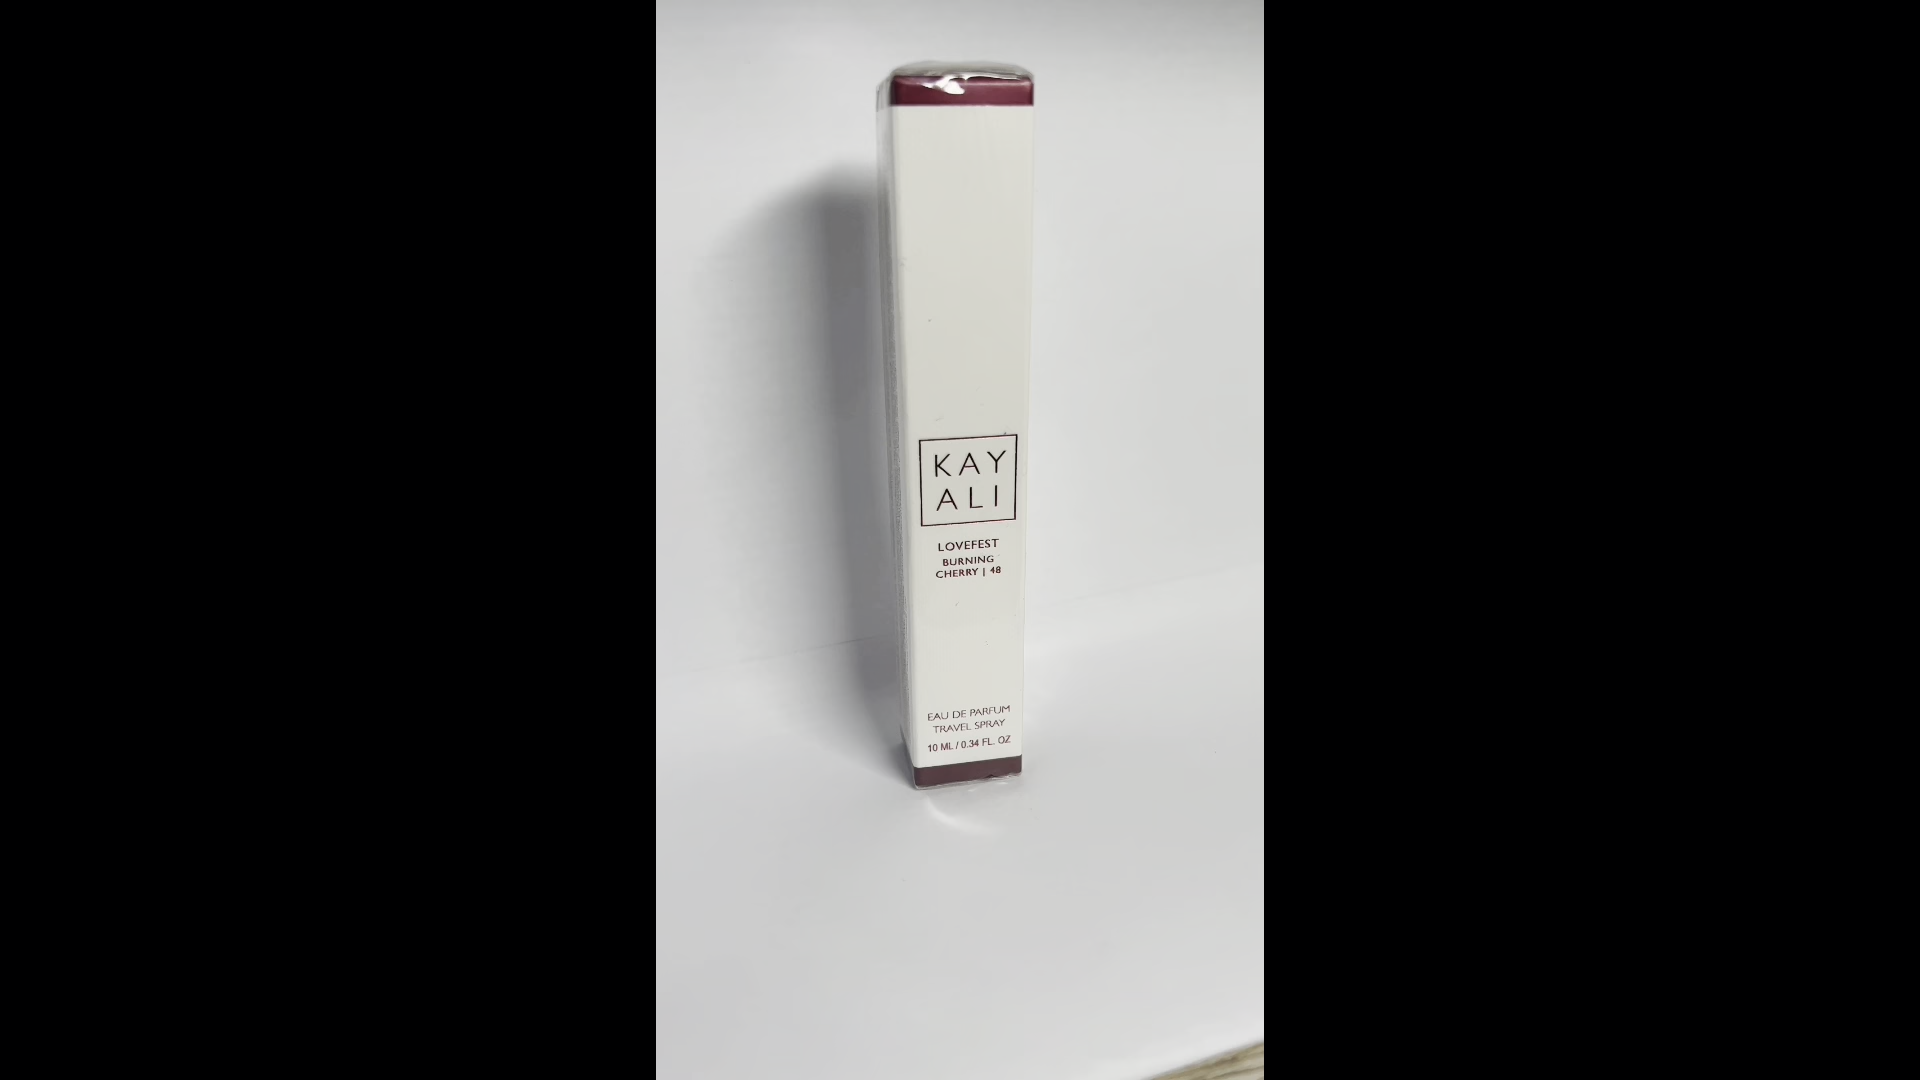 KAY
ALI
LOVEFEST
BURNING
CHERRY | 48
EAU DE PARFUM
TRAVEL SPRAY
10 ML / 0.34 FL. OZ